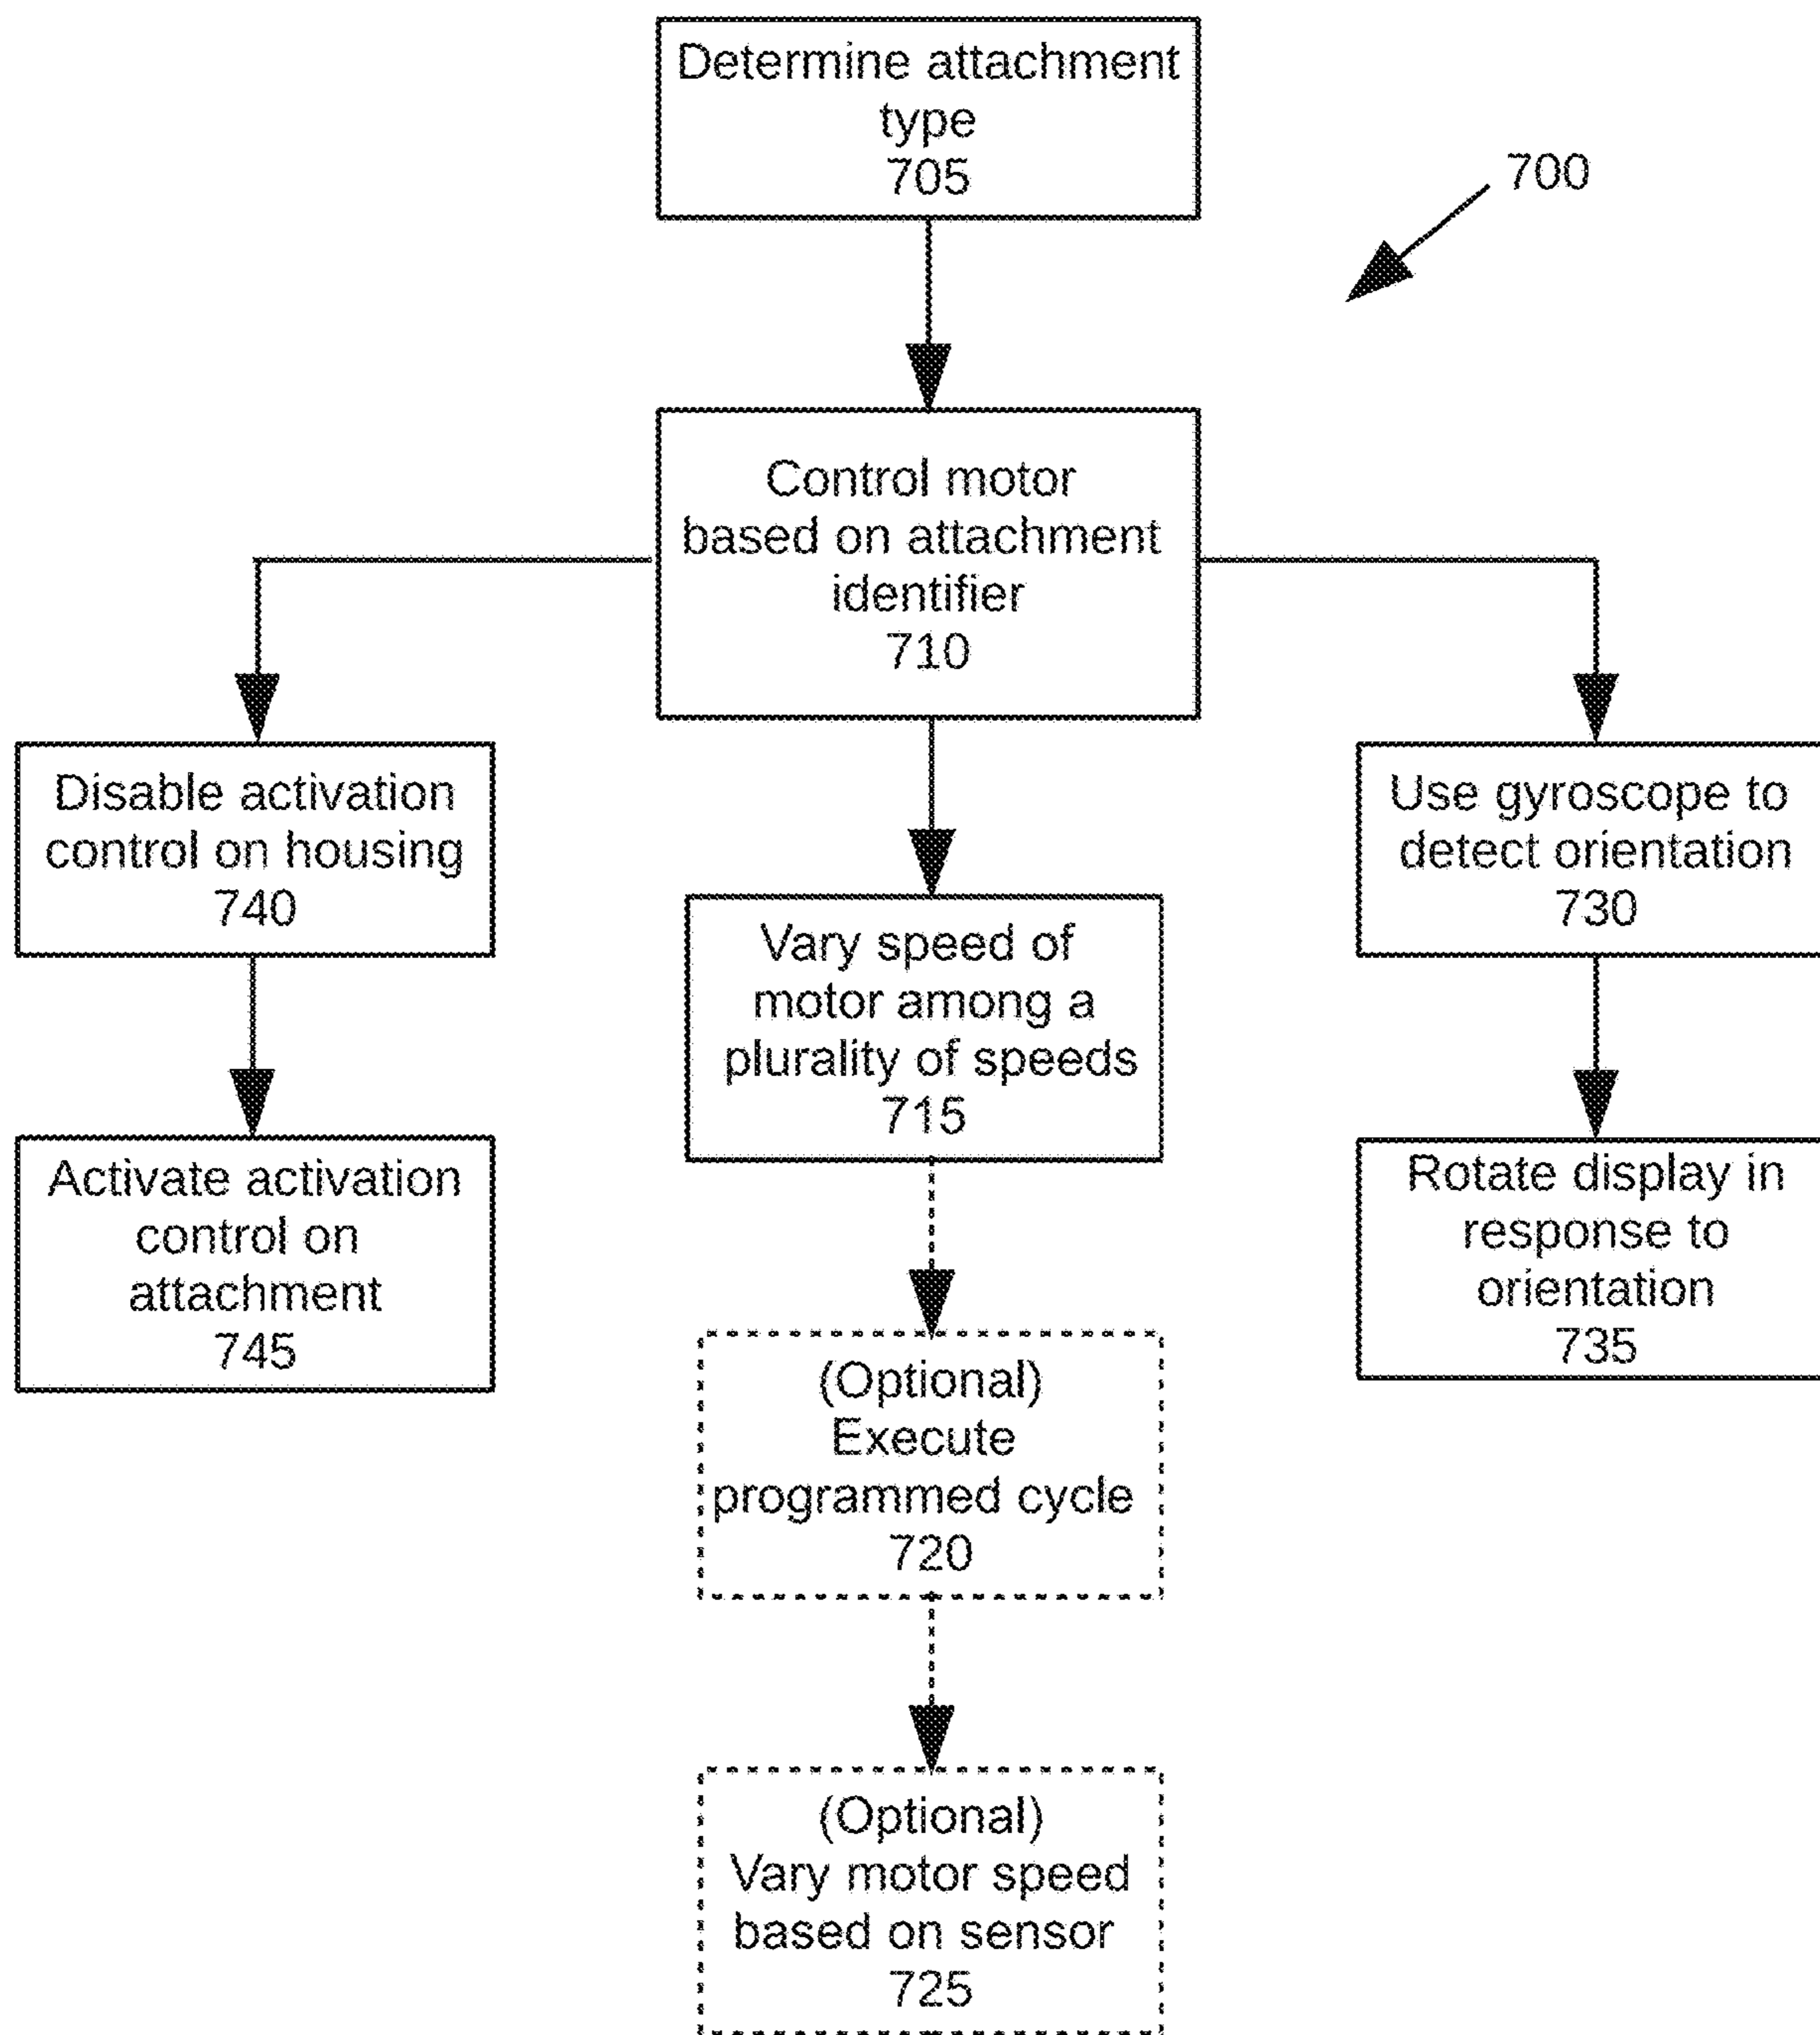 Determine attachment
type
705
700
Control motor
based on attachment
identifier
710
Disable activation
control on housing
740
Use gyroscope to
detect orientation
730
Vary speed of
motor among a
plurality of speeds
715
Activate activation
control on
attachment
745
Rotate display in
response to
orientation
735
(Optional)
Execute
programmed cycle
720
(Optional)
Vary motor speed
based on sensor
725